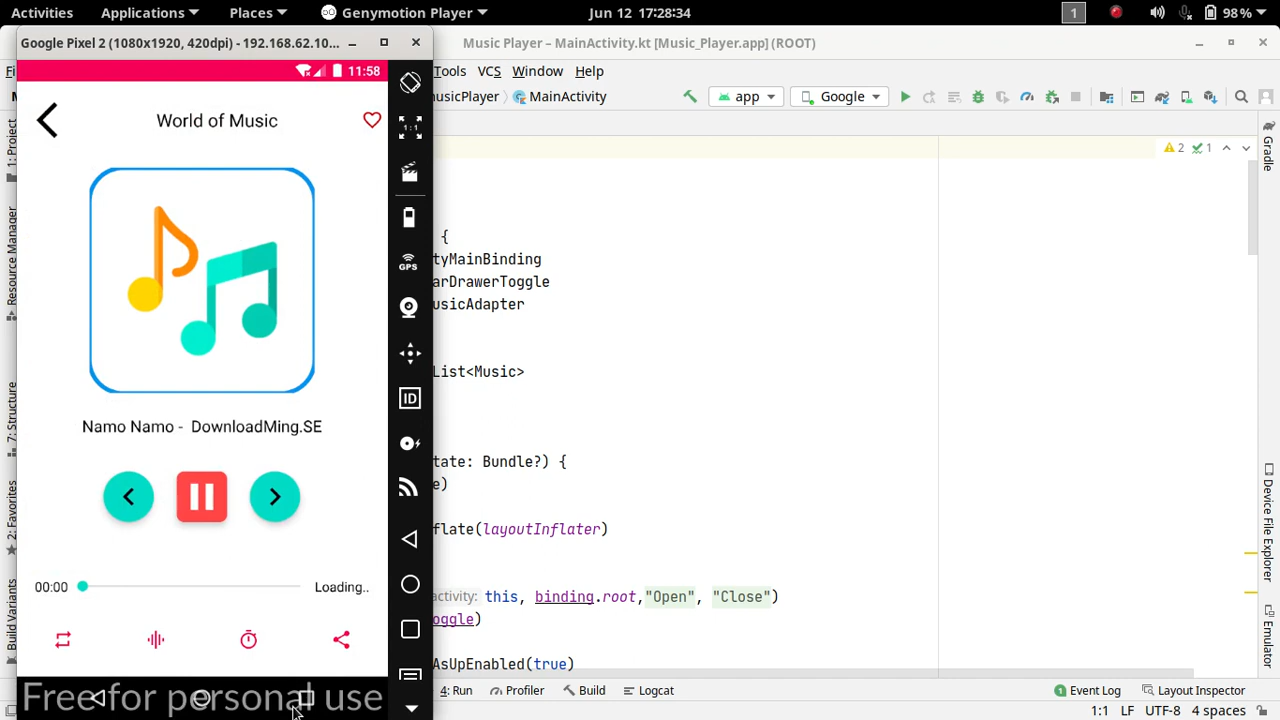 Activities Applications Places Genymotion Player Jun 12 17:28:34 1 98%
Google Pixel 2 (1080x1920, 420dpi) - 192.168.62.10...
Music Player – MainActivity.kt [Music_Player.app] (ROOT)
Tools VCS Window Help
11:58
usicPlayer MainActivity app Google
World of Music
1:1
2 1
{
tyMainBinding
arDrawerToggle
usicAdapter
GPS
List<Music>
ID
Namo Namo - DownloadMing.SE
tate: Bundle?) {
e)
flate(layoutInflater)
00:00 Loading..
activity: this, binding.root,"Open", "Close")
oggle)
AsUpEnabled(true)
Free for personal use
4: Run Profiler Build Logcat Event Log Layout Inspector
1:1 LF UTF-8 4 spaces
1: Project
Resource Manager
7: Structure
2: Favorites
Build Variants
Gradle
Device File Explorer
Emulator